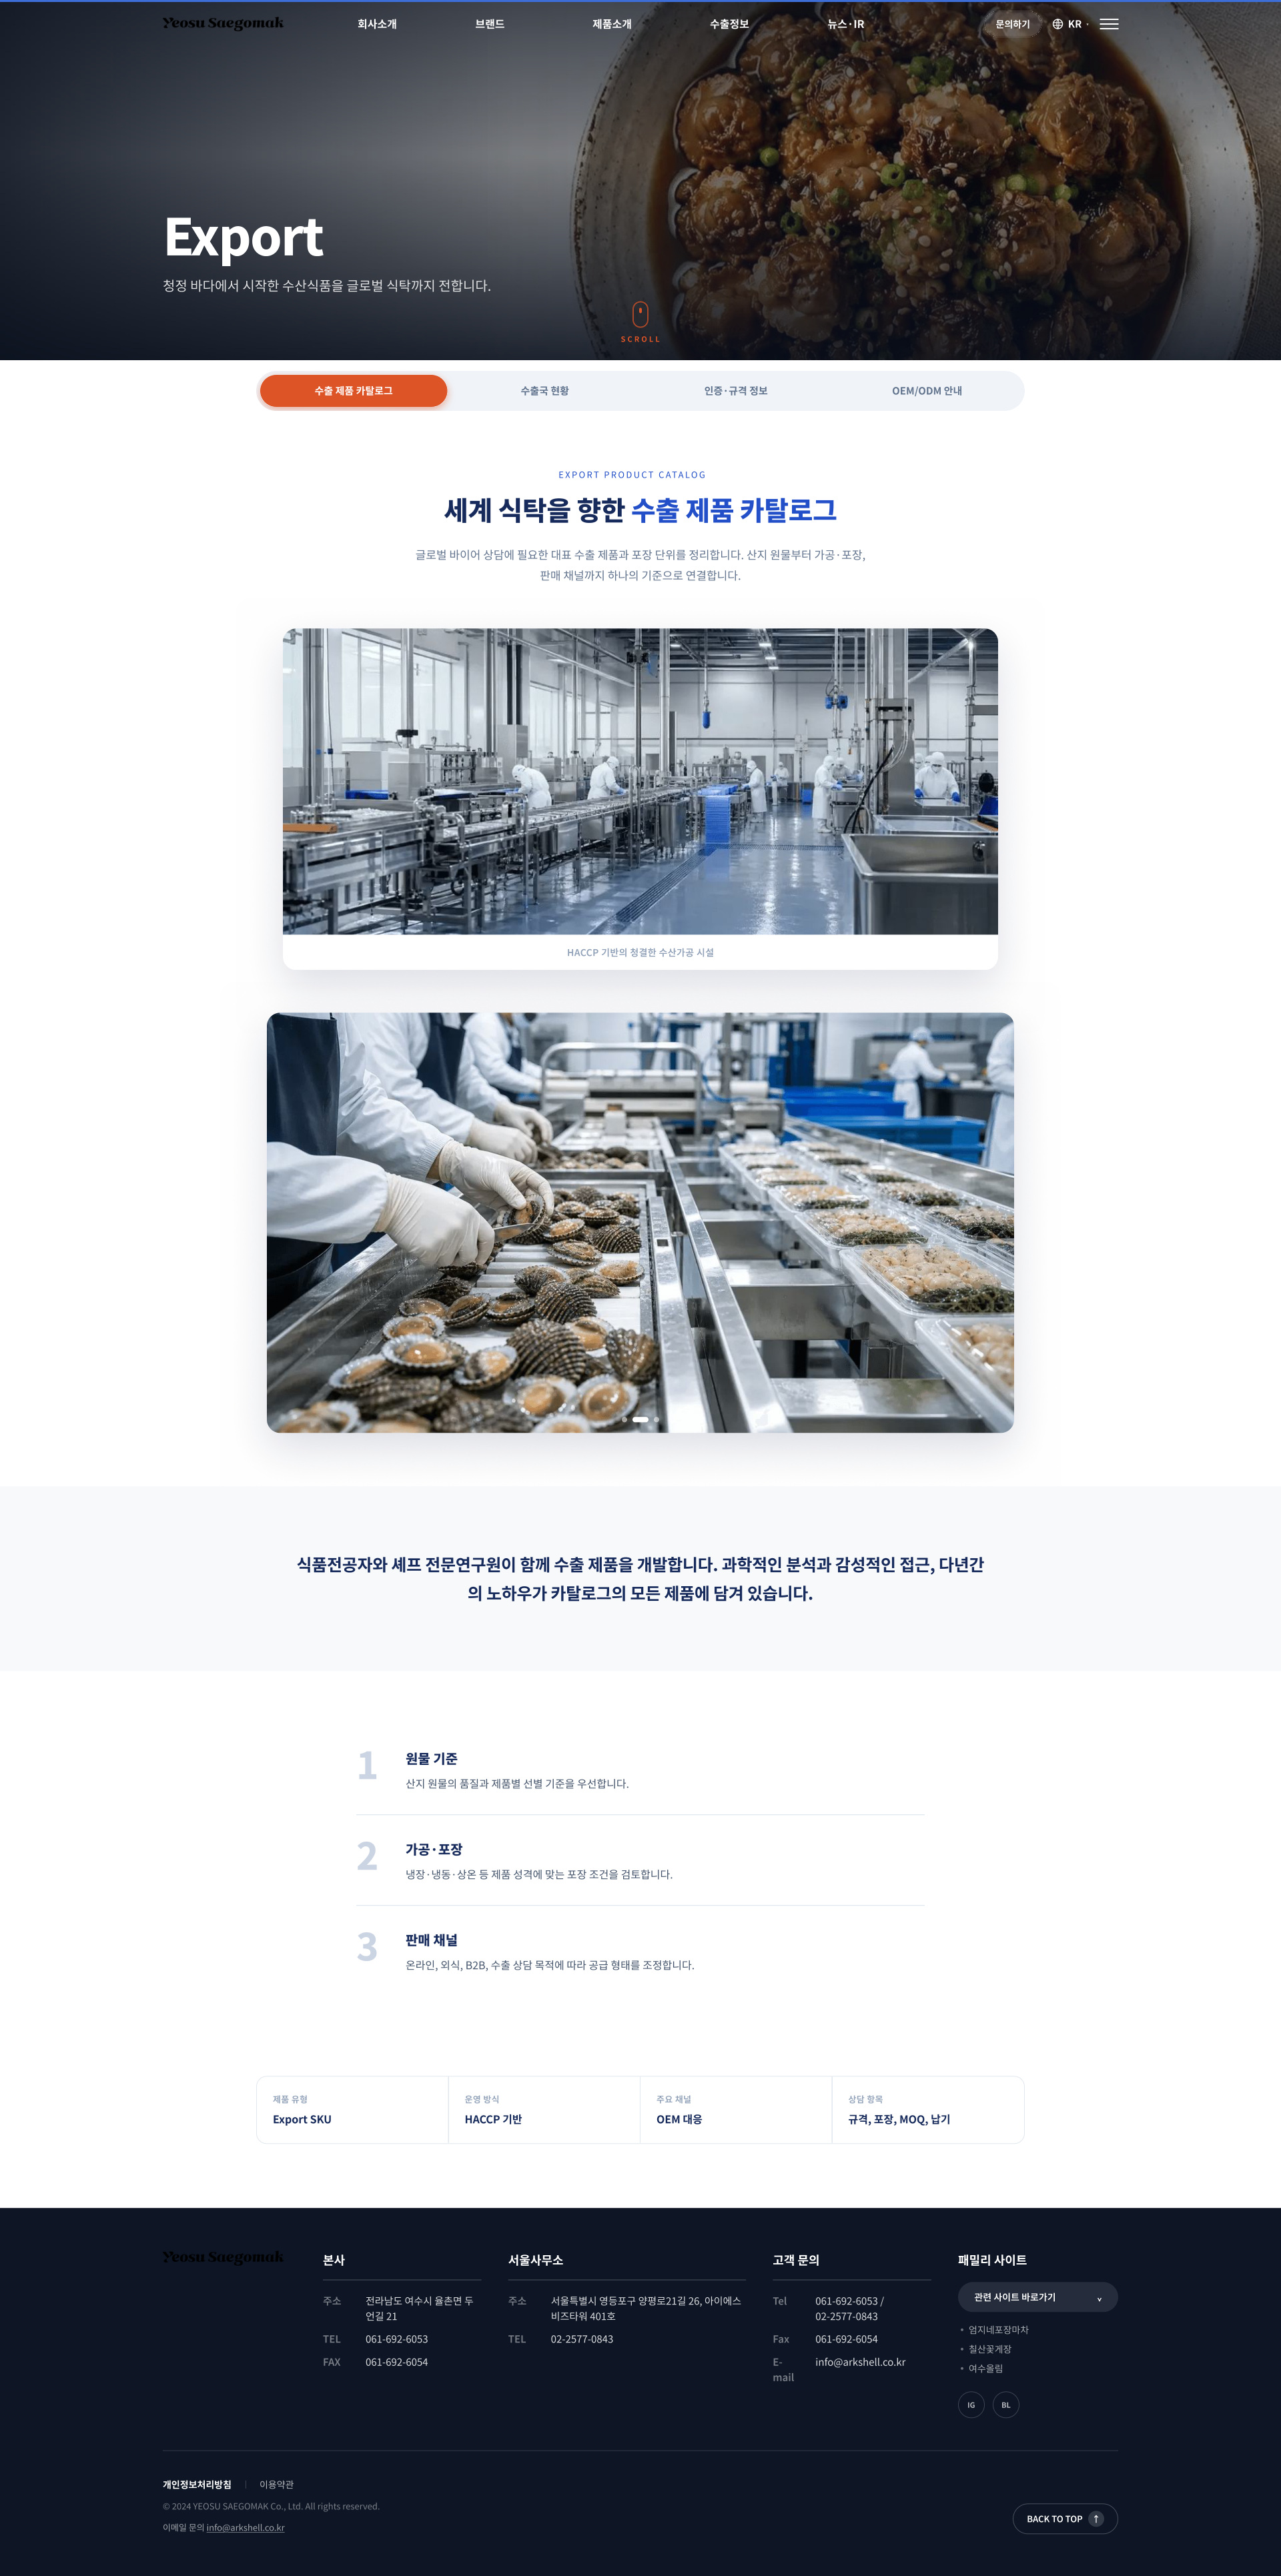 Yeosu Saegomak
회사소개
브랜드
제품소개
수출정보
뉴스·IR
문의하기
KR
Export
청정 바다에서 시작한 수산식품을 글로벌 식탁까지 전합니다.
SCROLL
수출 제품 카탈로그
수출국 현황
인증·규격 정보
OEM/ODM 안내
EXPORT PRODUCT CATALOG
세계 식탁을 향한 수출 제품 카탈로그
글로벌 바이어 상담에 필요한 대표 수출 제품과 포장 단위를 정리합니다. 산지 원물부터 가공·포장,
판매 채널까지 하나의 기준으로 연결합니다.
HACCP 기반의 청결한 수산가공 시설
식품전공자와 셰프 전문연구원이 함께 수출 제품을 개발합니다. 과학적인 분석과 감성적인 접근, 다년간
의 노하우가 카탈로그의 모든 제품에 담겨 있습니다.
1
원물 기준
산지 원물의 품질과 제품별 선별 기준을 우선합니다.
2
가공·포장
냉장·냉동·상온 등 제품 성격에 맞는 포장 조건을 검토합니다.
3
판매 채널
온라인, 외식, B2B, 수출 상담 목적에 따라 공급 형태를 조정합니다.
제품 유형
Export SKU
운영 방식
HACCP 기반
주요 채널
OEM 대응
상담 항목
규격, 포장, MOQ, 납기
Yeosu Saegomak
본사
주소 전라남도 여수시 율촌면 두
언길 21
TEL 061-692-6053
FAX 061-692-6054
서울사무소
주소 서울특별시 영등포구 양평로21길 26, 아이에스
비즈타워 401호
TEL 02-2577-0843
고객 문의
Tel 061-692-6053 /
02-2577-0843
Fax 061-692-6054
E-
mail info@arkshell.co.kr
패밀리 사이트
관련 사이트 바로가기
• 엄지네포장마차
• 칠산꽃게장
• 여수울림
IG
BL
개인정보처리방침
이용약관
© 2024 YEOSU SAEGOMAK Co., Ltd. All rights reserved.
이메일 문의 info@arkshell.co.kr
BACK TO TOP ↑